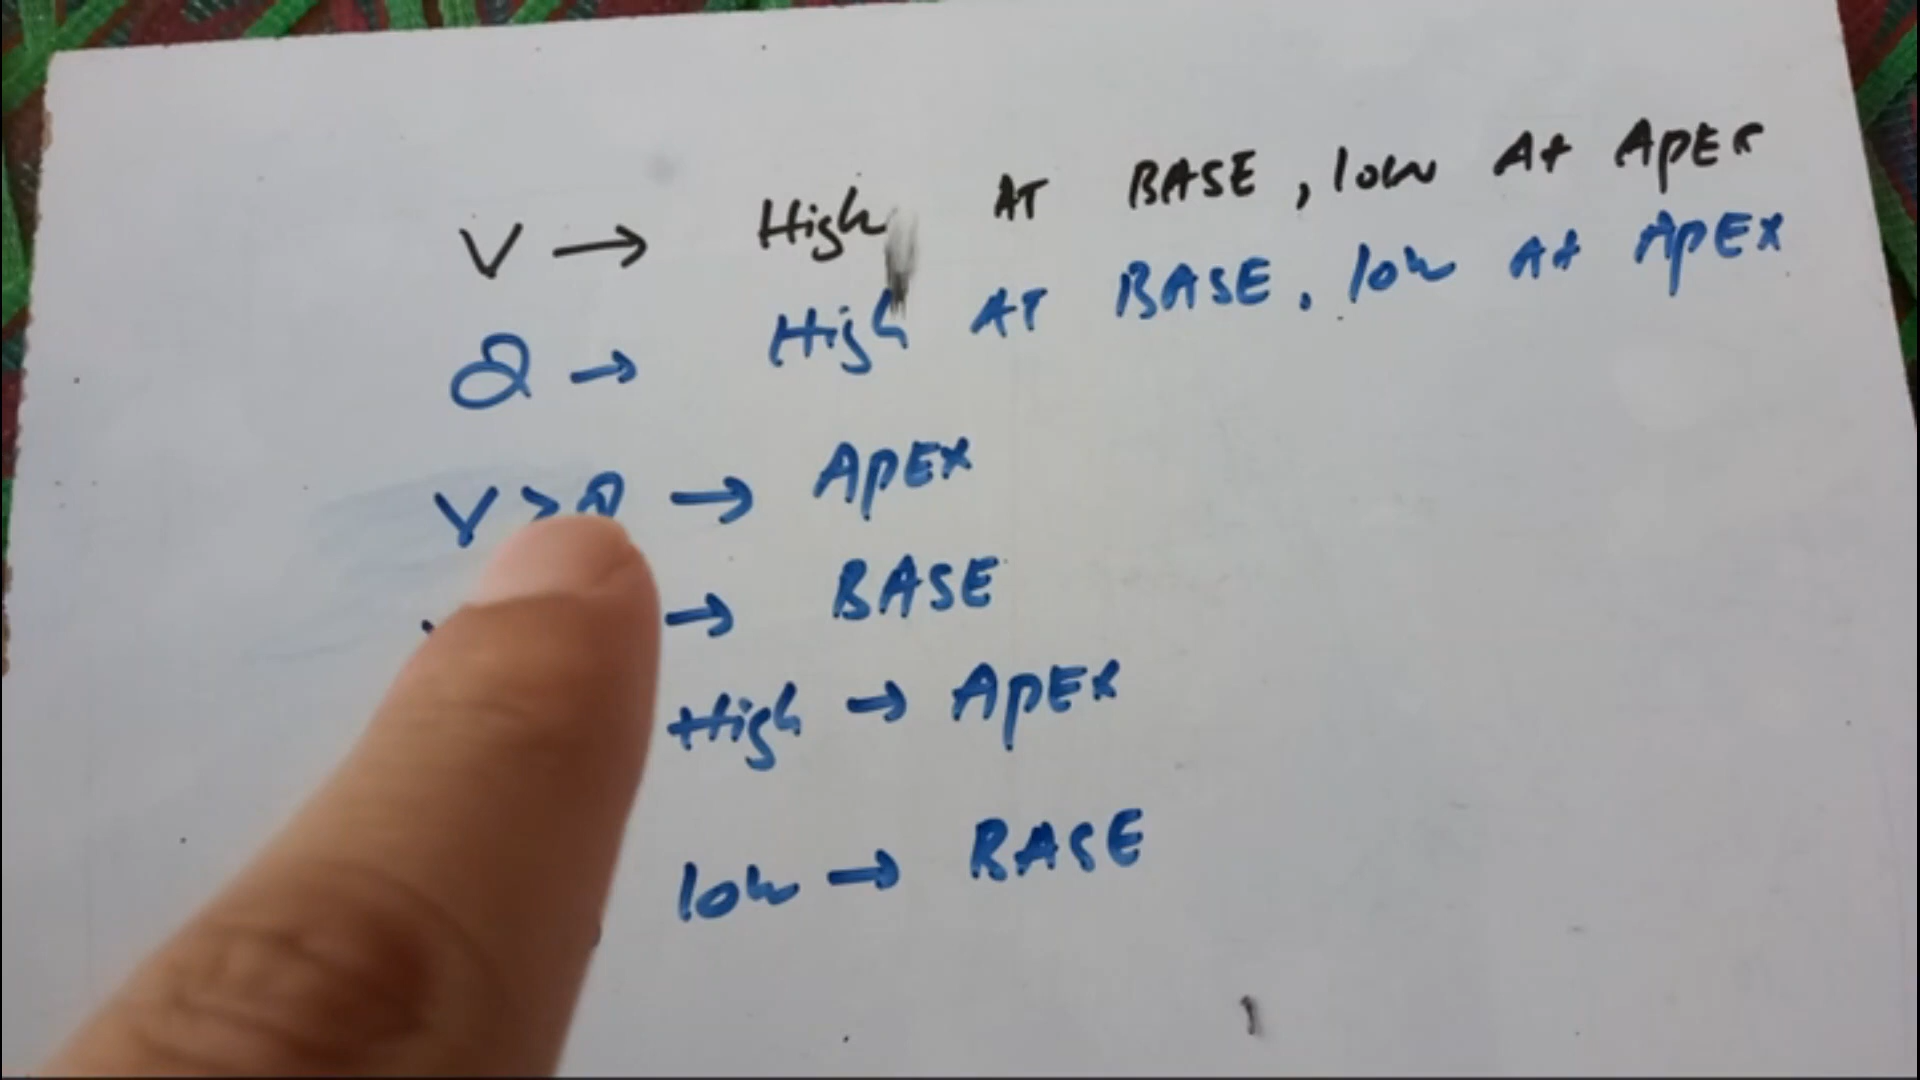 V → High AT BASE, low At APEX
Q → High AT BASE, low At APEX
V > Q → APEX
→ BASE
High → APEX
low → BASE